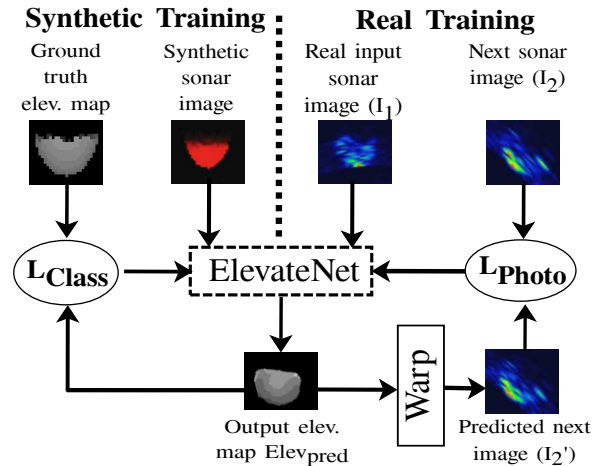 Synthetic Training
Real Training
Ground
truth
elev. map
Synthetic
sonar
image
Real input
sonar
image (I1)
Next sonar
image (I2)
LClass
ElevateNet
LPhoto
Warp
Output elev.
map Elevpred
Predicted next
image (I2')